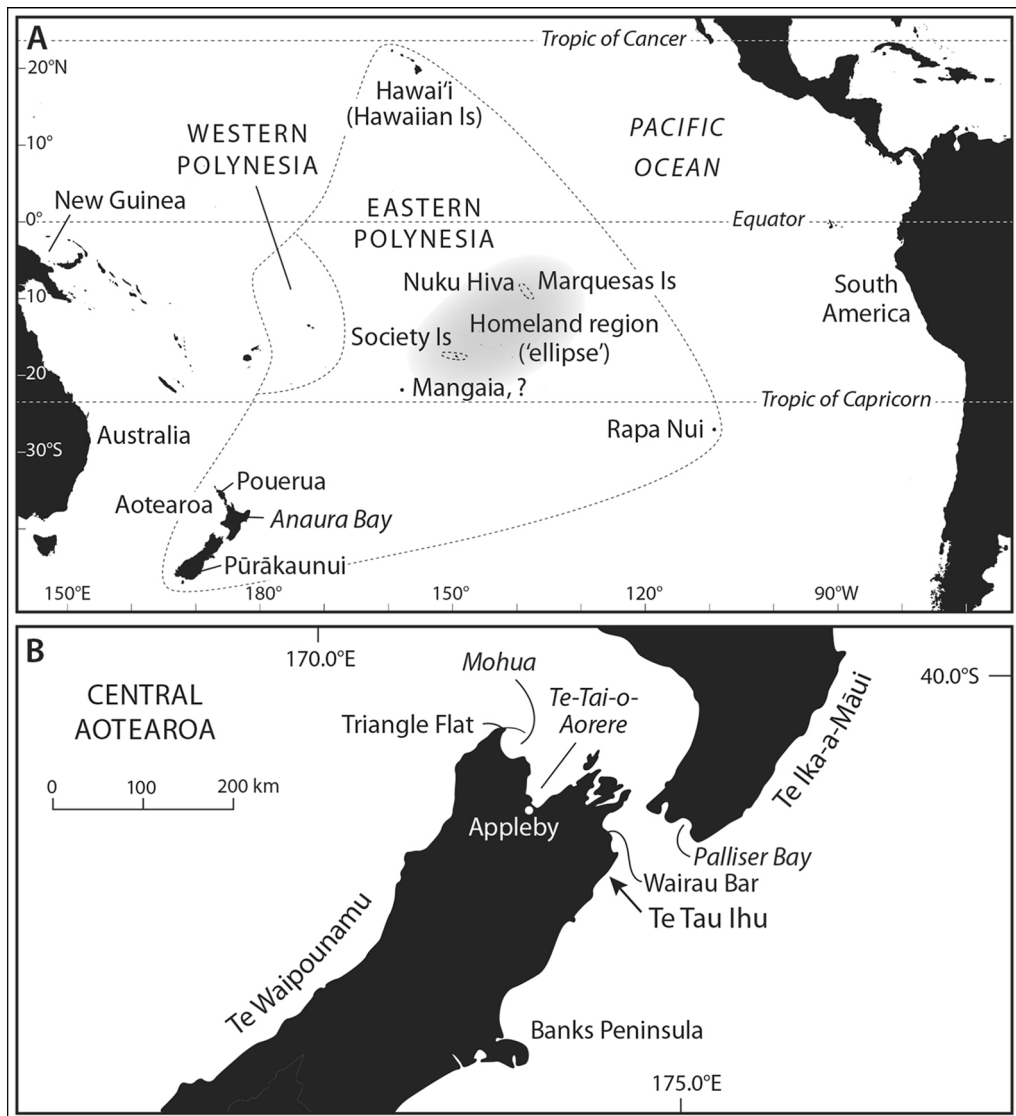 A
Tropic of Cancer
20°N
Hawai'i
(Hawaiian Is)
PACIFIC
OCEAN
WESTERN
POLYNESIA
10°
New Guinea
EASTERN
POLYNESIA
0°
Equator
Nuku Hiva
Marquesas Is
South
America
10
Society Is
Homeland region
('ellipse')
20
Mangaia, ?
Tropic of Capricorn
Rapa Nui
Australia
30°S
Pouerua
Aotearoa
Anaura Bay
Pūrākaunui
150°E
180°
150°
120°
90°W
B
170.0°E
Mohua
40.0°S
CENTRAL
AOTEAROA
Te-Tai-o-
Aorere
Triangle Flat
Te Ika-a-Māui
0
100
200 km
Appleby
Palliser Bay
Wairau Bar
Te Tau Ihu
Te Waipounamu
Banks Peninsula
175.0°E